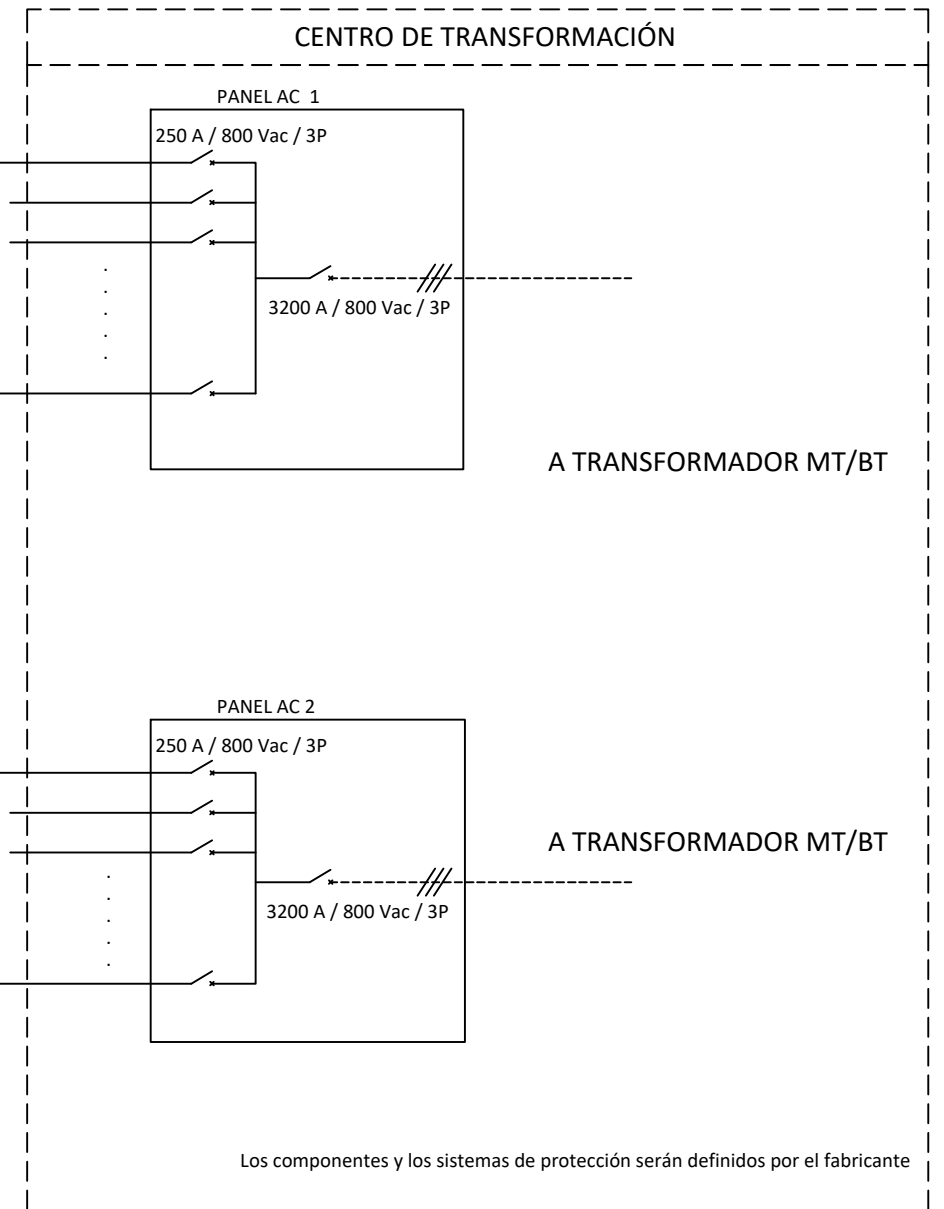 CENTRO DE TRANSFORMACIÓN
PANEL AC 1
250 A / 800 Vac / 3P
3200 A / 800 Vac / 3P
A TRANSFORMADOR MT/BT
PANEL AC 2
250 A / 800 Vac / 3P
A TRANSFORMADOR MT/BT
3200 A / 800 Vac / 3P
Los componentes y los sistemas de protección serán definidos por el fabricante